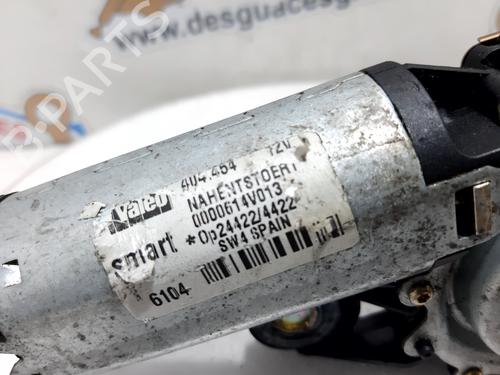 www.desguaces
B-PARTS
Valeo 404 454 12V
NAHENTSTOERT
0000614V013
smart *Op24422/4422
SW4 SPAIN
6104